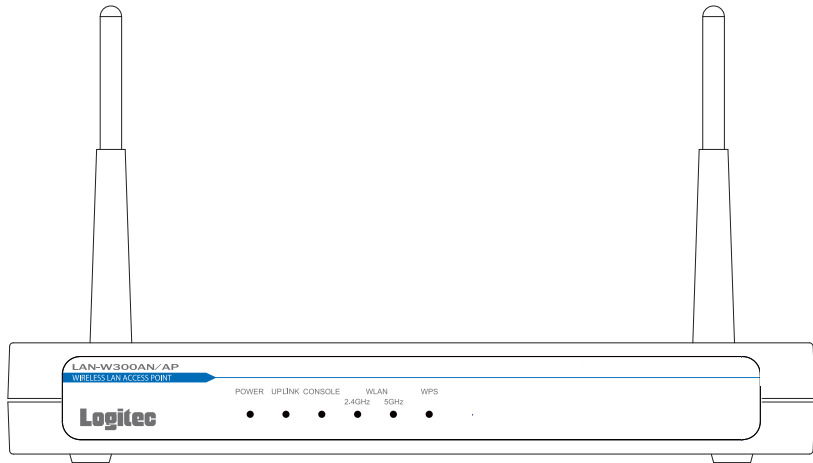 LAN-W300AN/AP
WIRELESS LAN ACCESS POINT
POWER UPLINK CONSOLE WLAN WPS
2.4GHz 5GHz
Logitec